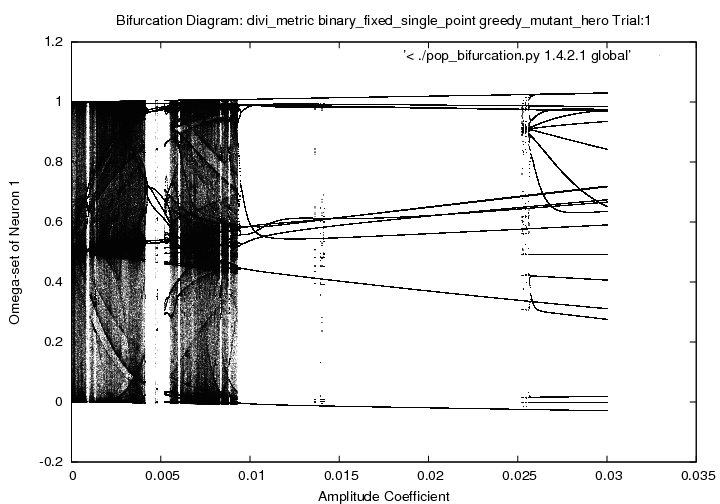 Bifurcation Diagram: divi_metric binary_fixed_single_point greedy_mutant_hero Trial:1
'< ./pop_bifurcation.py 1.4.2.1 global'
Omega-set of Neuron 1
1.2
1
0.8
0.6
0.4
0.2
0
-0.2
0 0.005 0.01 0.015 0.02 0.025 0.03 0.035
Amplitude Coefficient